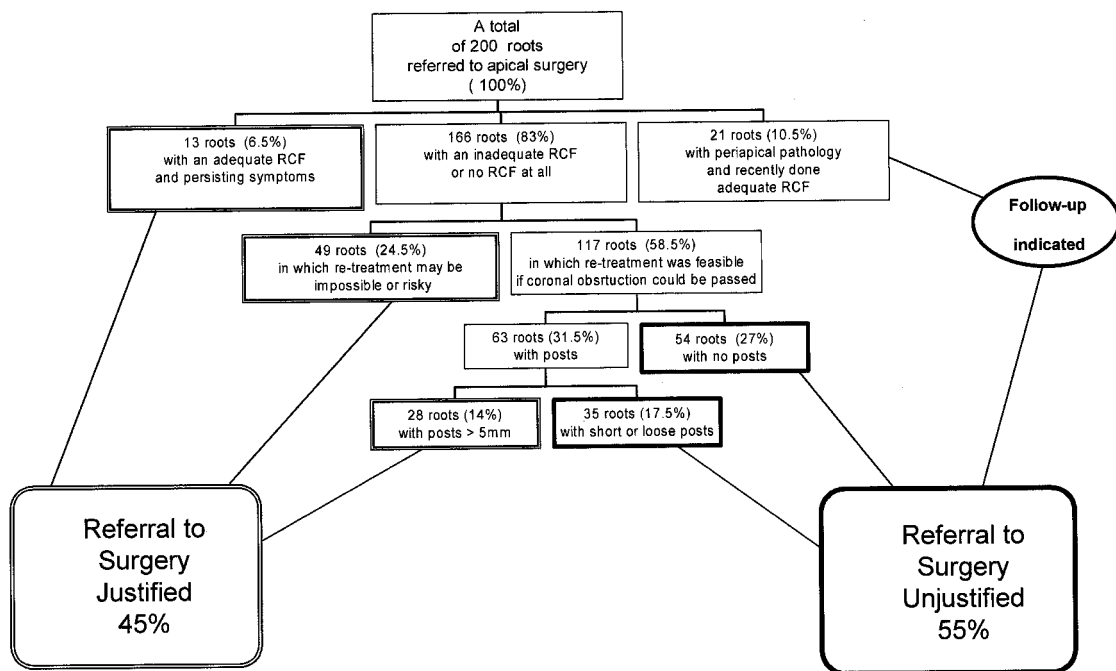 A total
of 200 roots
referred to apical surgery
( 100%)
13 roots (6.5%)
with an adequate RCF
and persisting symptoms
166 roots (83%)
with an inadequate RCF
or no RCF at all
21 roots (10.5%)
with periapical pathology
and recently done
adequate RCF
Follow-up
indicated
49 roots (24.5%)
in which re-treatment may be
impossible or risky
117 roots (58.5%)
in which re-treatment was feasible
if coronal obsrtuction could be passed
63 roots (31.5%)
with posts
54 roots (27%)
with no posts
28 roots (14%)
with posts > 5mm
35 roots (17.5%)
with short or loose posts
Referral to
Surgery
Justified
45%
Referral to
Surgery
Unjustified
55%